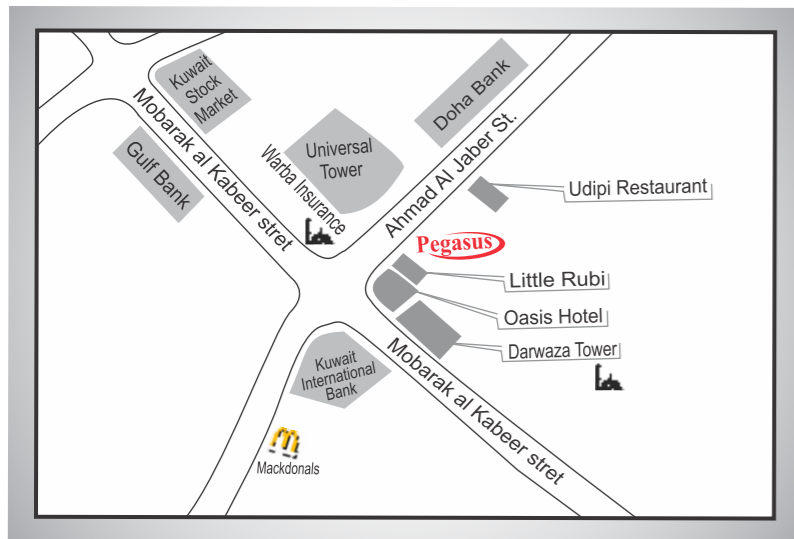 Kuwait
Stock
Market
Mobarak al Kabeer stret
Gulf Bank
Warba Insurance
Universal
Tower
Doha Bank
Ahmad Al Jaber St.
Udipi Restaurant
Pegasus
Little Rubi
Oasis Hotel
Darwaza Tower
Mobarak al Kabeer stret
Kuwait
International
Bank
Mackdonals